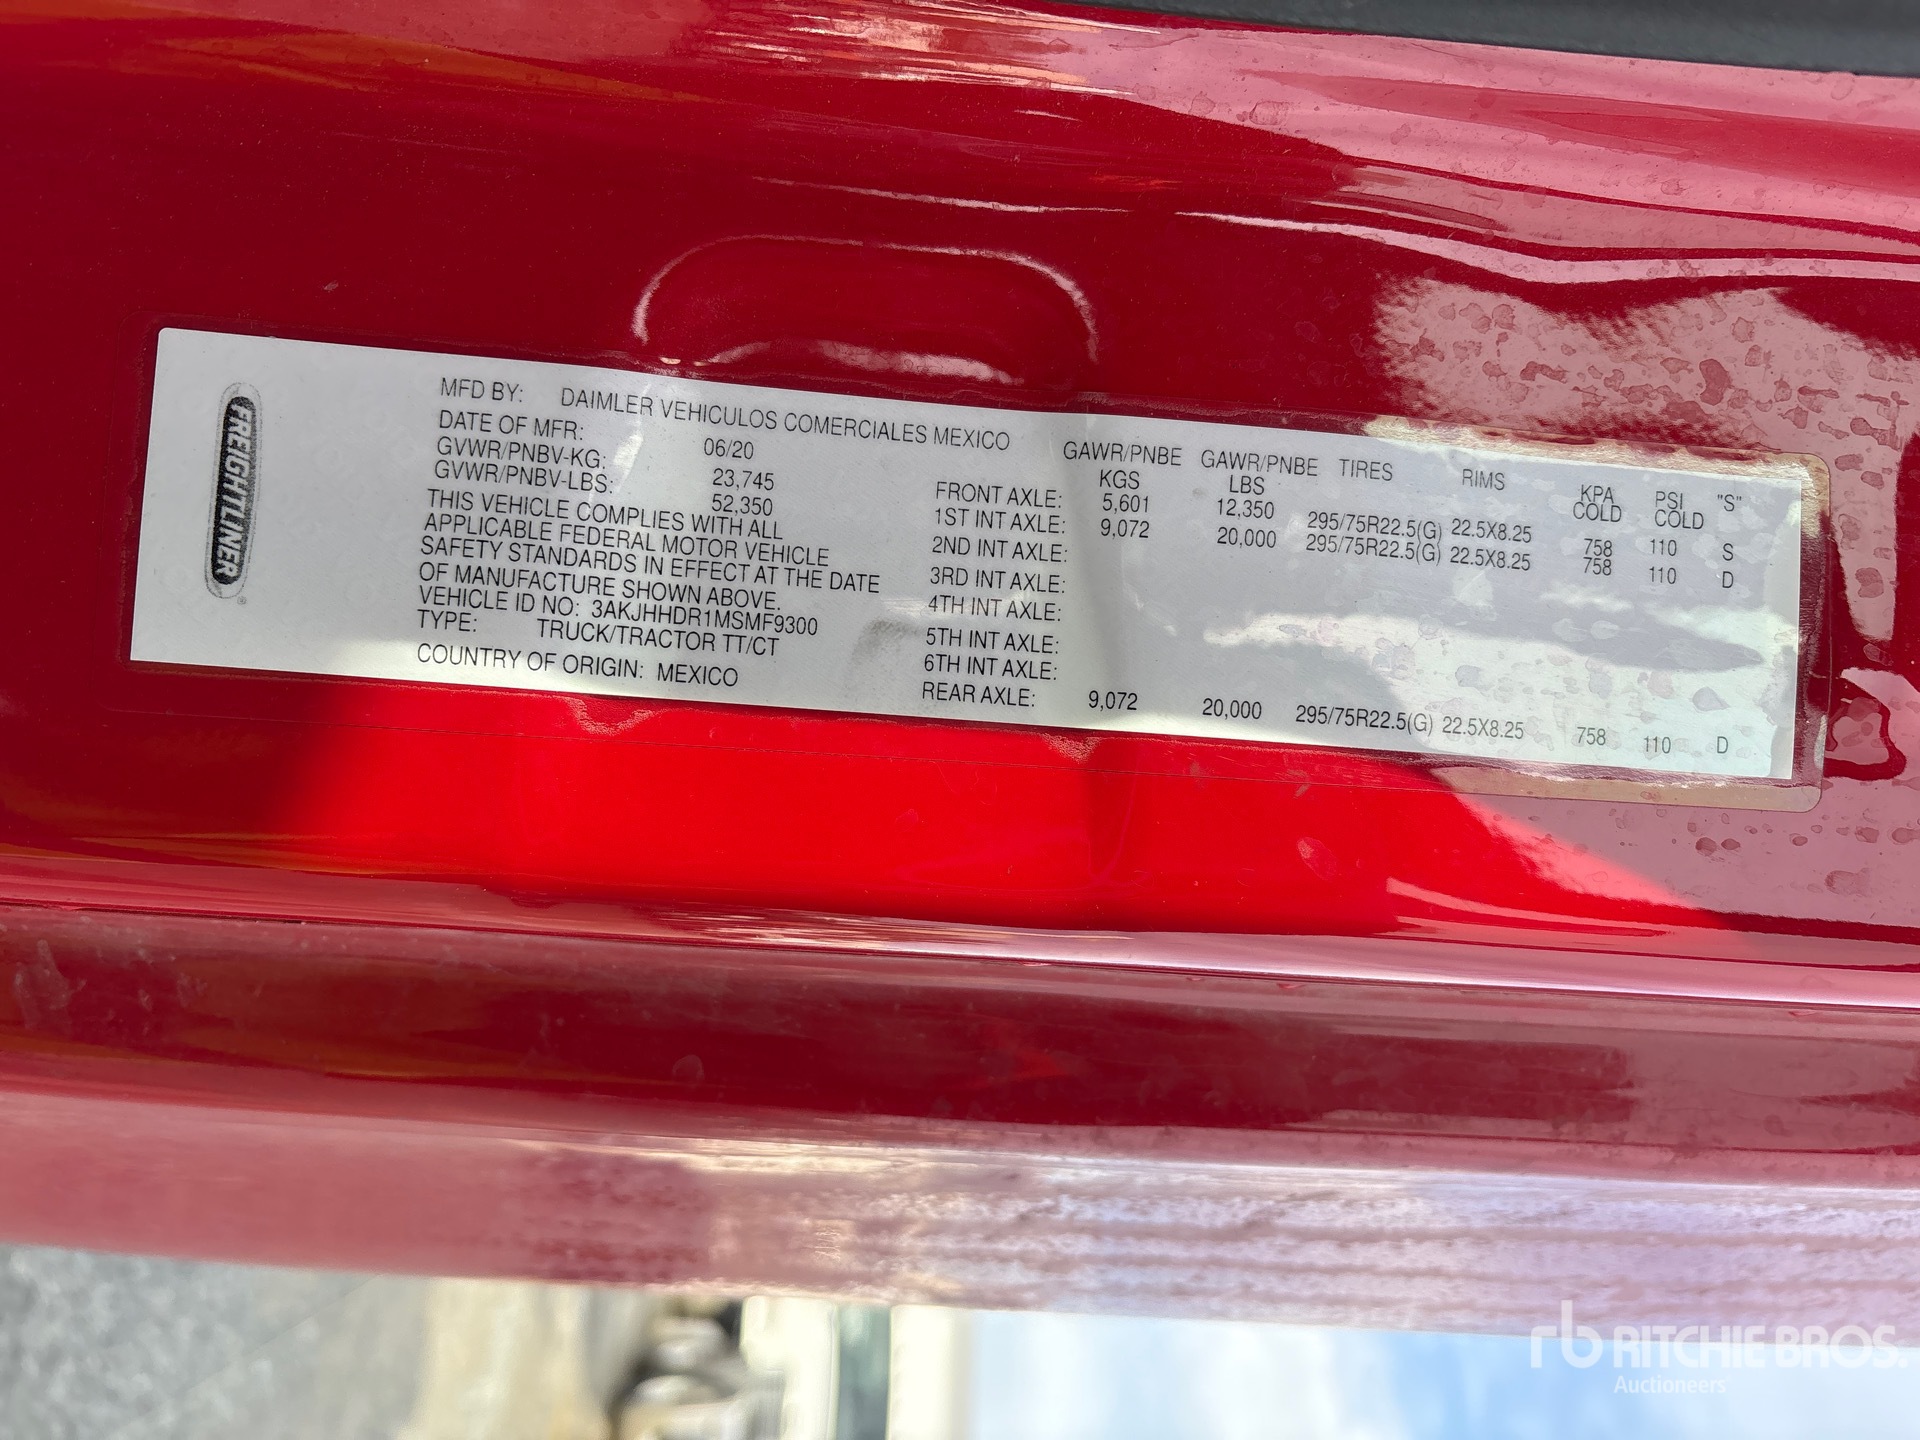 FREIGHTLINER®
MFD BY: DAIMLER VEHICULOS COMERCIALES MEXICO
DATE OF MFR: 06/20
GVWR/PNBV-KG: 23,745
GVWR/PNBV-LBS: 52,350
THIS VEHICLE COMPLIES WITH ALL
APPLICABLE FEDERAL MOTOR VEHICLE
SAFETY STANDARDS IN EFFECT AT THE DATE
OF MANUFACTURE SHOWN ABOVE.
VEHICLE ID NO: 3AKJHHDR1MSMF9300
TYPE: TRUCK/TRACTOR TT/CT
COUNTRY OF ORIGIN: MEXICO
GAWR/PNBE GAWR/PNBE TIRES RIMS KPA PSI "S"
KGS LBS COLD COLD
FRONT AXLE: 5,601 12,350 295/75R22.5(G) 22.5X8.25 758 110 S
1ST INT AXLE: 9,072 20,000 295/75R22.5(G) 22.5X8.25 758 110 D
2ND INT AXLE:
3RD INT AXLE:
4TH INT AXLE:
5TH INT AXLE:
6TH INT AXLE:
REAR AXLE: 9,072 20,000 295/75R22.5(G) 22.5X8.25 758 110 D
rb RITCHIE BROS.
Auctioneers